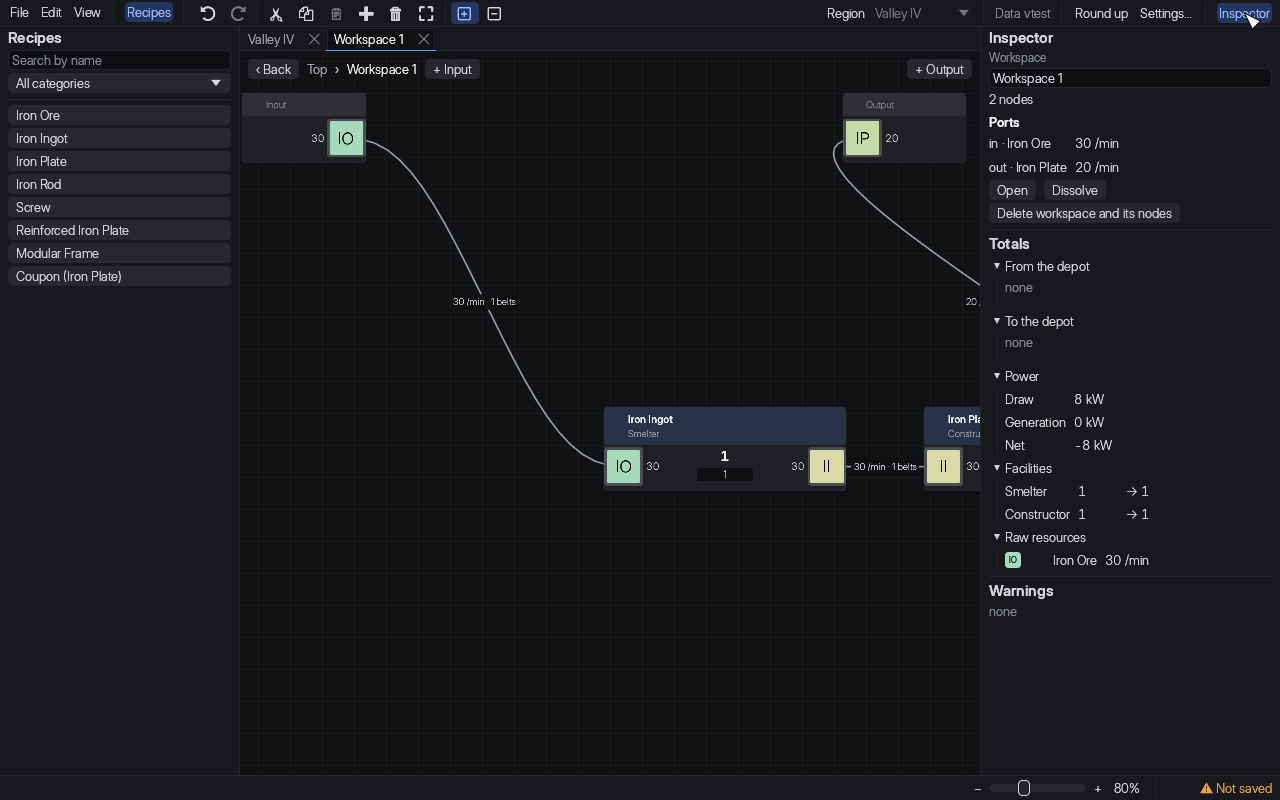 File Edit View Recipes Region Valley IV Data vtest Round up Settings... Inspector
Recipes
Search by name
All categories
Iron Ore
Iron Ingot
Iron Plate
Iron Rod
Screw
Reinforced Iron Plate
Modular Frame
Coupon (Iron Plate)
Valley IV Workspace 1
‹ Back Top › Workspace 1 + Input + Output
Input
30 IO
Output
IP 20
30 /min · 1 belts
20
Iron Ingot
Smelter
IO 30 1 30 II
1
30 /min · 1 belts
Iron Pla
Constru
II 30
Inspector
Workspace
Workspace 1
2 nodes
Ports
in · Iron Ore 30 /min
out · Iron Plate 20 /min
Open Dissolve
Delete workspace and its nodes
Totals
From the depot
none
To the depot
none
Power
Draw 8 kW
Generation 0 kW
Net -8 kW
Facilities
Smelter 1 → 1
Constructor 1 → 1
Raw resources
IO Iron Ore 30 /min
Warnings
none
− + 80% Not saved